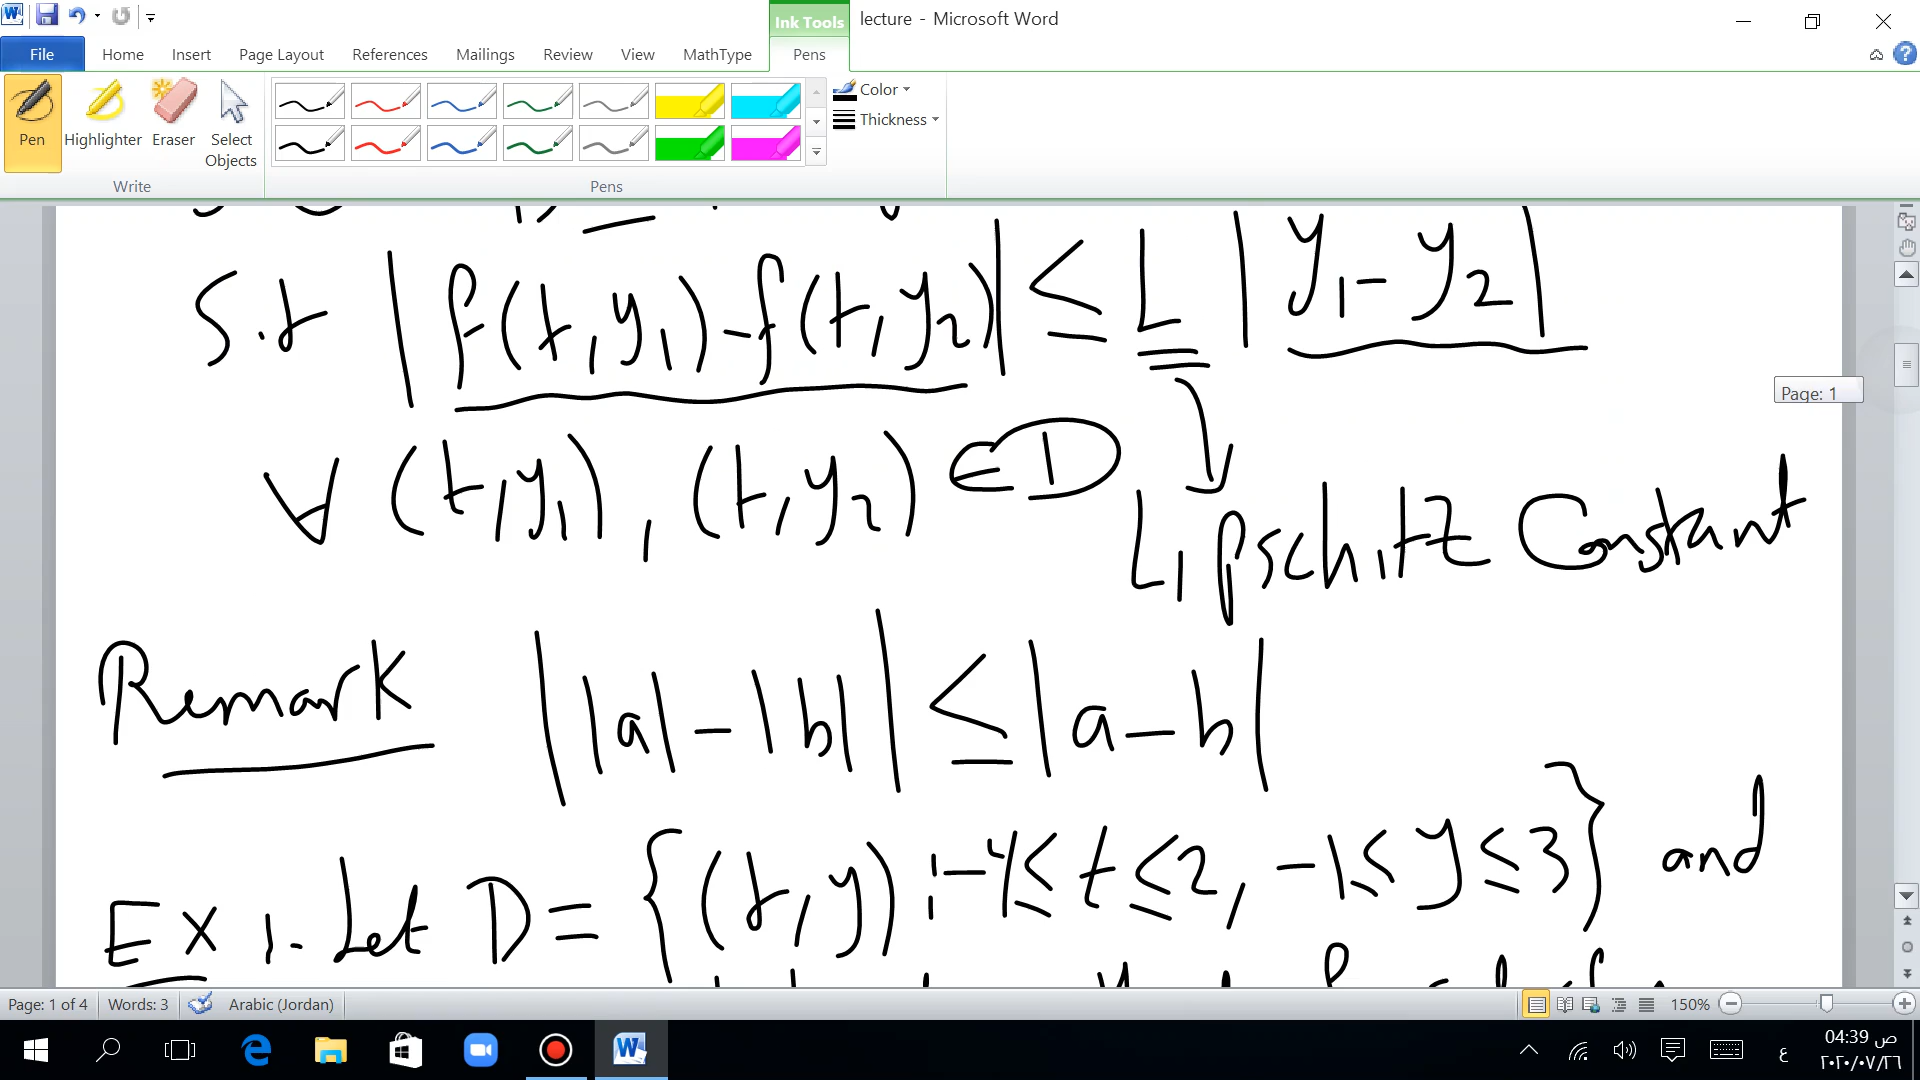 lecture - Microsoft Word
Ink Tools
File Home Insert Page Layout References Mailings Review View MathType Pens
Pen Highlighter Eraser Select Objects
Color
Thickness
Write Pens
S.t |f(t,y₁)-f(t,y₂)| ≤ L |y₁-y₂|
∀ (t,y₁), (t,y₂) ∈ D
Lipschitz Constant
Page: 1
Remark ||a|-|b|| ≤ |a-b|
Ex 1. Let D = {(t,y): -4≤t≤2, -1≤y≤3} and
Page: 1 of 4 Words: 3 Arabic (Jordan) 150%
ع
04:39 ص
٢٠٢٠/٠٧/٢٦